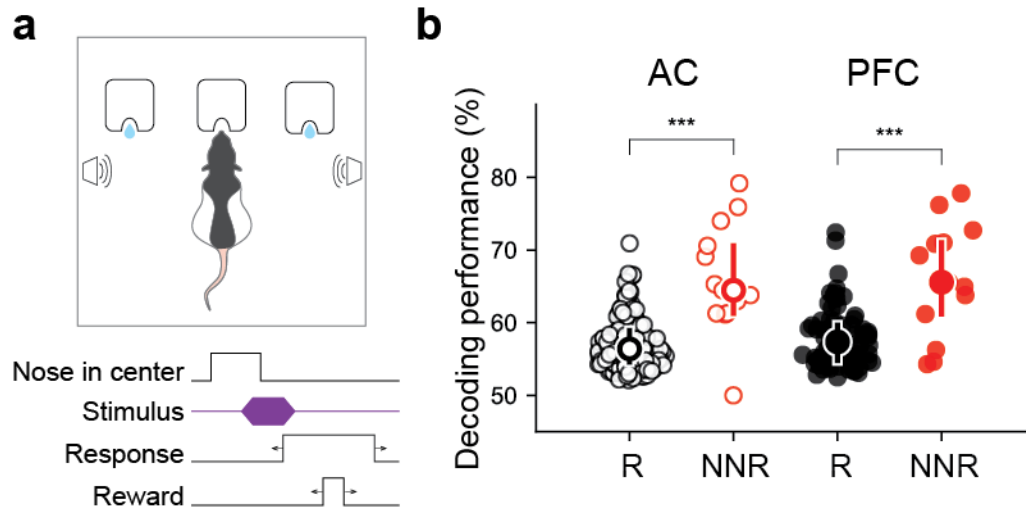 a
Nose in center
Stimulus
Response
Reward
b
AC PFC
*** ***
Decoding performance (%)
80
70
60
50
R NNR R NNR